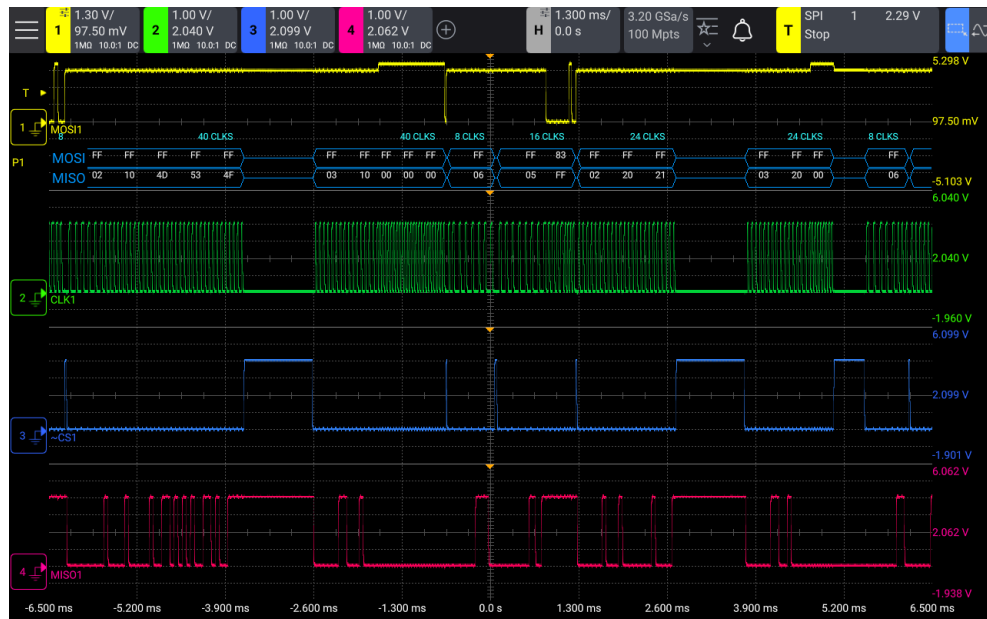 1 1.30 V/ 97.50 mV 1MΩ 10.0:1 DC
2 1.00 V/ 2.040 V 1MΩ 10.0:1 DC
3 1.00 V/ 2.099 V 1MΩ 10.0:1 DC
4 1.00 V/ 2.062 V 1MΩ 10.0:1 DC
H 1.300 ms/ 0.0 s
3.20 GSa/s 100 Mpts
T SPI 1 2.29 V Stop
5.298 V
T
1 MOSI1 97.50 mV
8 40 CLKS 40 CLKS 8 CLKS 16 CLKS 24 CLKS 24 CLKS 8 CLKS
P1 MOSI FF FF FF FF FF FF FF FF FF FF FF 83 FF FF FF FF FF FF FF
MISO 02 10 4D 53 4F 03 10 00 00 00 06 05 FF 02 20 21 03 20 00 06
-5.103 V
6.040 V
2.040 V
2 CLK1
-1.960 V
6.099 V
2.099 V
3 ~CS1
-1.901 V
6.062 V
2.062 V
4 MISO1
-1.938 V
-6.500 ms -5.200 ms -3.900 ms -2.600 ms -1.300 ms 0.0 s 1.300 ms 2.600 ms 3.900 ms 5.200 ms 6.500 ms